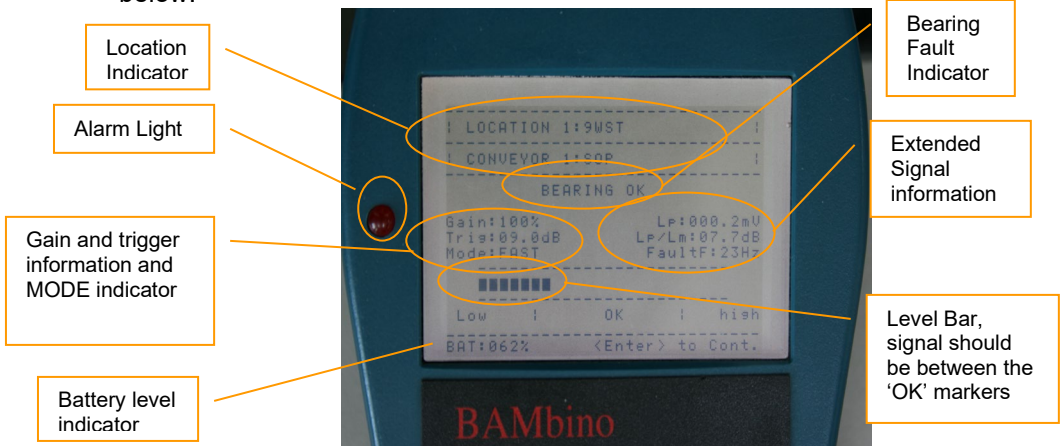 below:
Location
Indicator
Alarm Light
Gain and trigger
information and
MODE indicator
Battery level
indicator
| LOCATION 1:9WST |
| CONVEYOR 1:SOP |
BEARING OK
Gain:100% Lp:000.2mV
Trig:09.0dB Lp/Lm:07.7dB
Mode:FAST FaultF:23Hz
Low | OK | high
BAT:062% <Enter> to Cont.
BAMbino
Bearing
Fault
Indicator
Extended
Signal
information
Level Bar,
signal should
be between the
'OK' markers